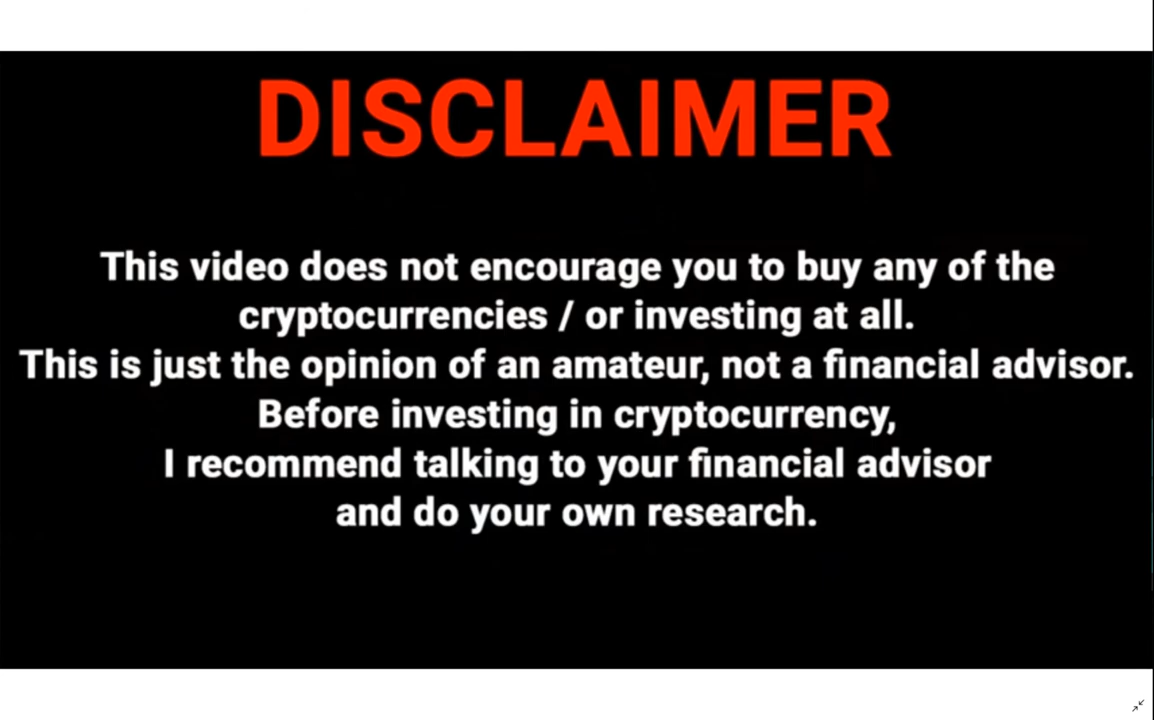 DISCLAIMER
This video does not encourage you to buy any of the
cryptocurrencies / or investing at all.
This is just the opinion of an amateur, not a financial advisor.
Before investing in cryptocurrency,
I recommend talking to your financial advisor
and do your own research.